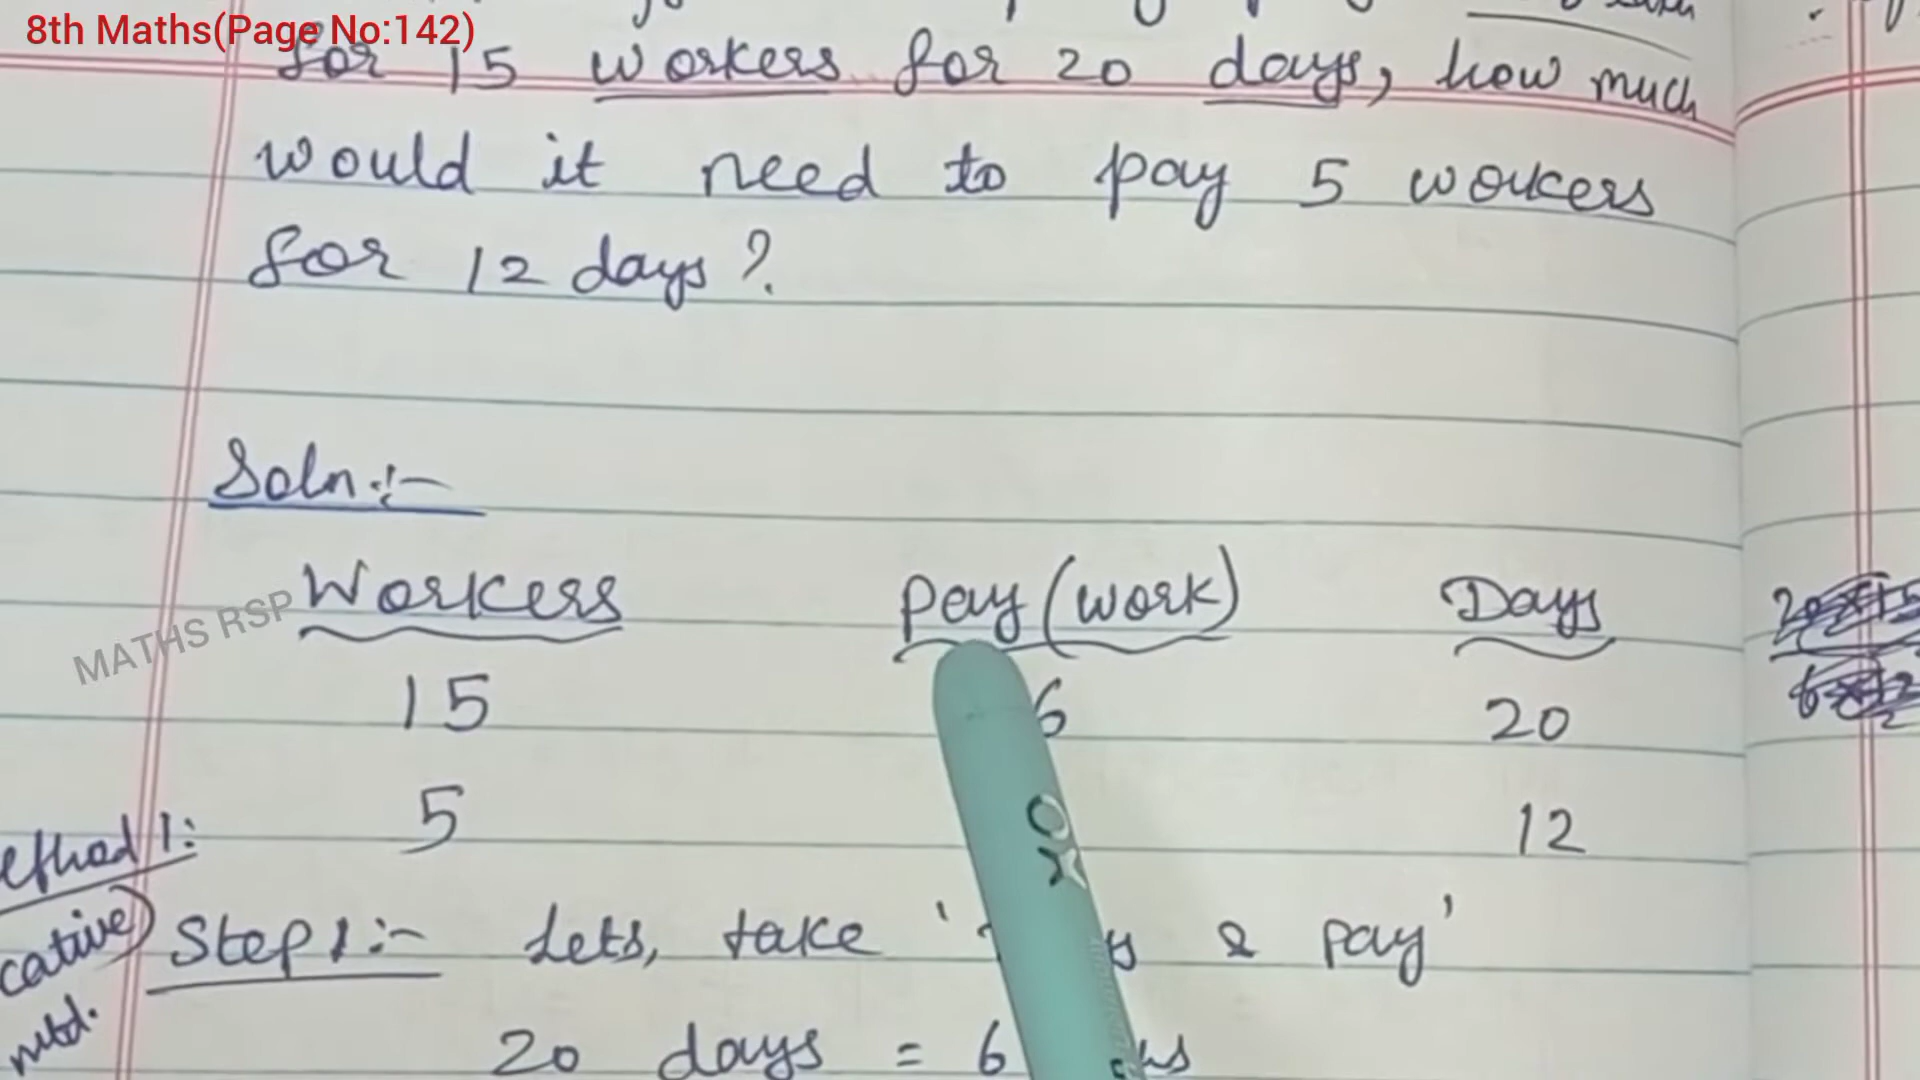 8th Maths(Page No:142)
for 15 workers for 20 days, how much
would it need to pay 5 workers
for 12 days?
Soln:-
Workers Pay (work) Days
MATHS RSP
15 6 20
5 12
Step 1:- Lets, take ' & pay'
20 days = 6